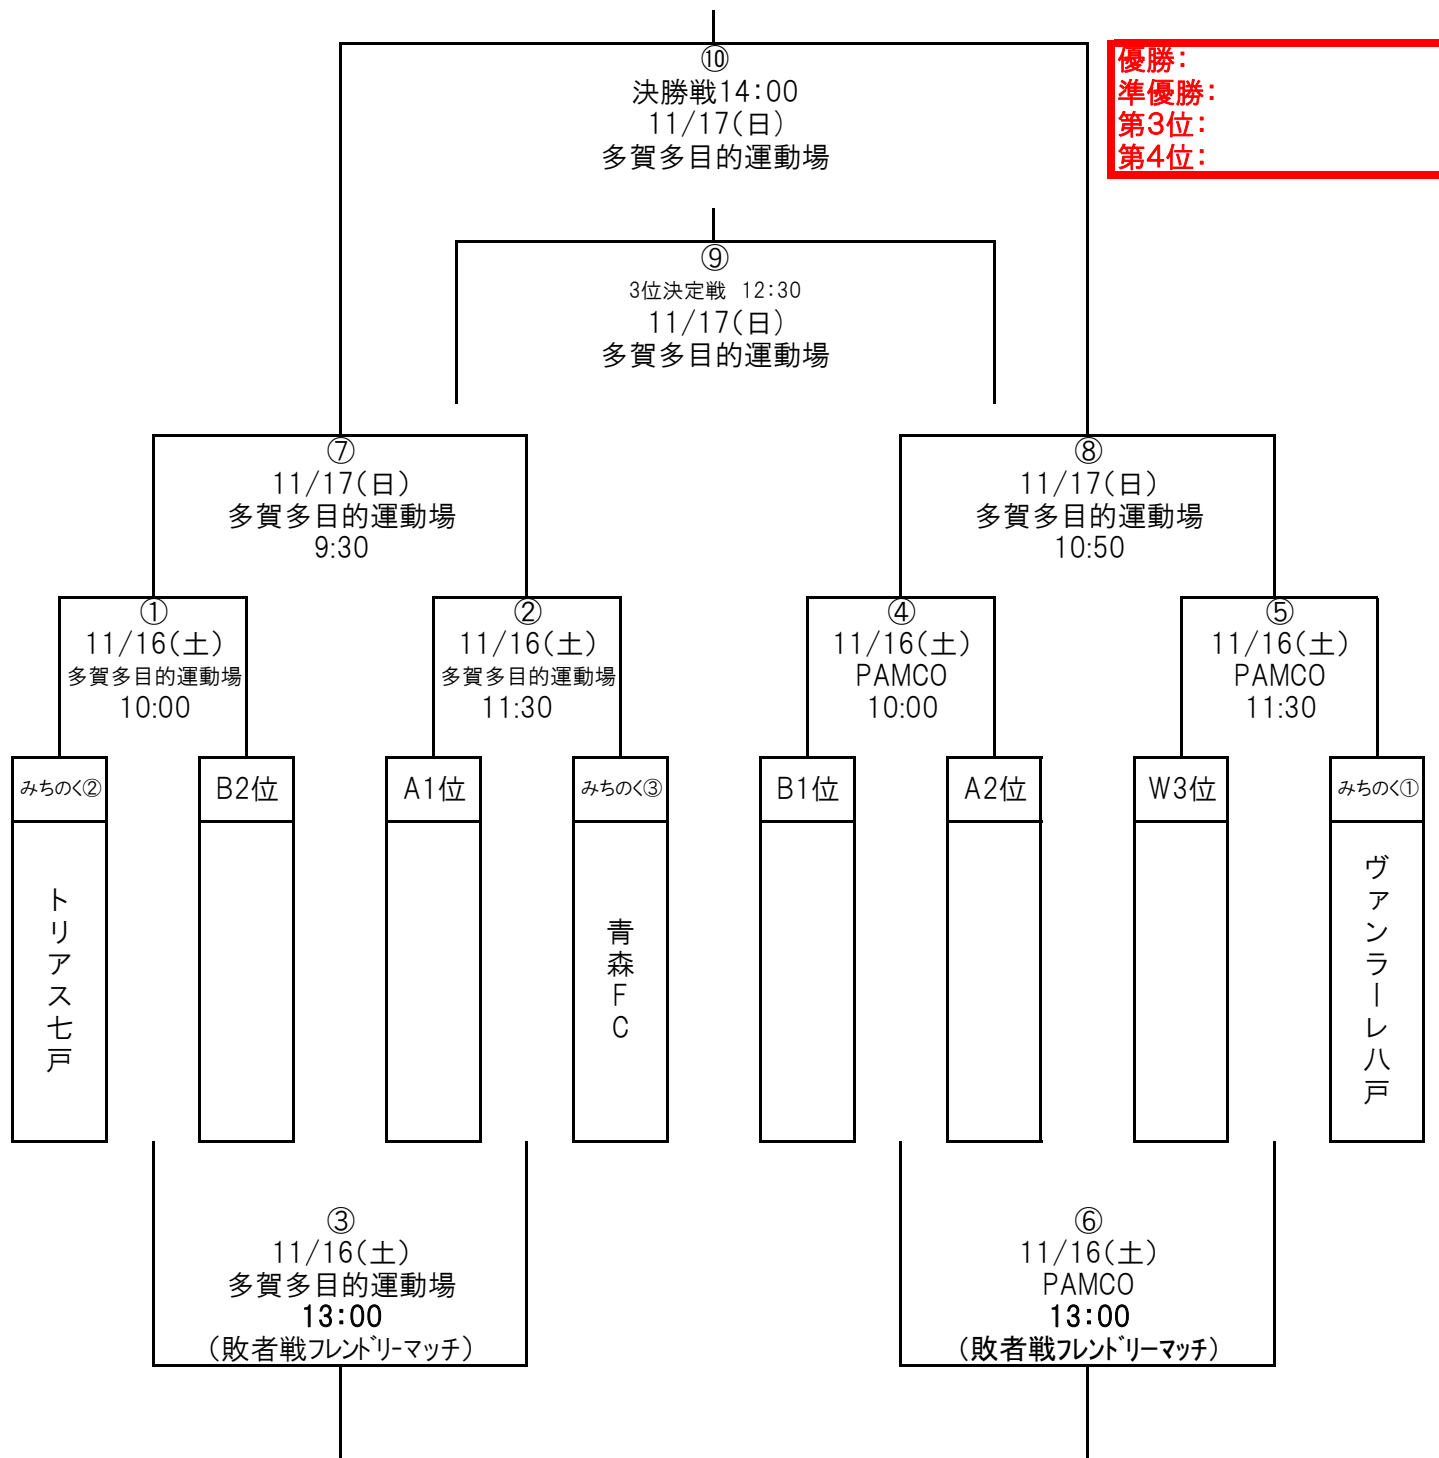 ⑩
決勝戦14：00
11/17(日)
多賀多目的運動場
優勝：
準優勝：
第3位：
第4位：
⑨
3位決定戦　12：30
11/17(日)
多賀多目的運動場
⑦
11/17(日)
多賀多目的運動場
9:30
⑧
11/17(日)
多賀多目的運動場
10:50
①
11/16(土)
多賀多目的運動場
10:00
②
11/16(土)
多賀多目的運動場
11:30
④
11/16(土)
PAMCO
10:00
⑤
11/16(土)
PAMCO
11:30
みちのく②
B2位
A1位
みちのく③
B1位
A2位
W3位
みちのく①
トリアス七戸
青森FC
ヴァンラーレ八戸
③
11/16(土)
多賀多目的運動場
13：00
(敗者戦ﾌﾚﾝﾄﾞﾘｰﾏｯﾁ)
⑥
11/16(土)
PAMCO
13：00
(敗者戦ﾌﾚﾝﾄﾞﾘｰﾏｯﾁ)